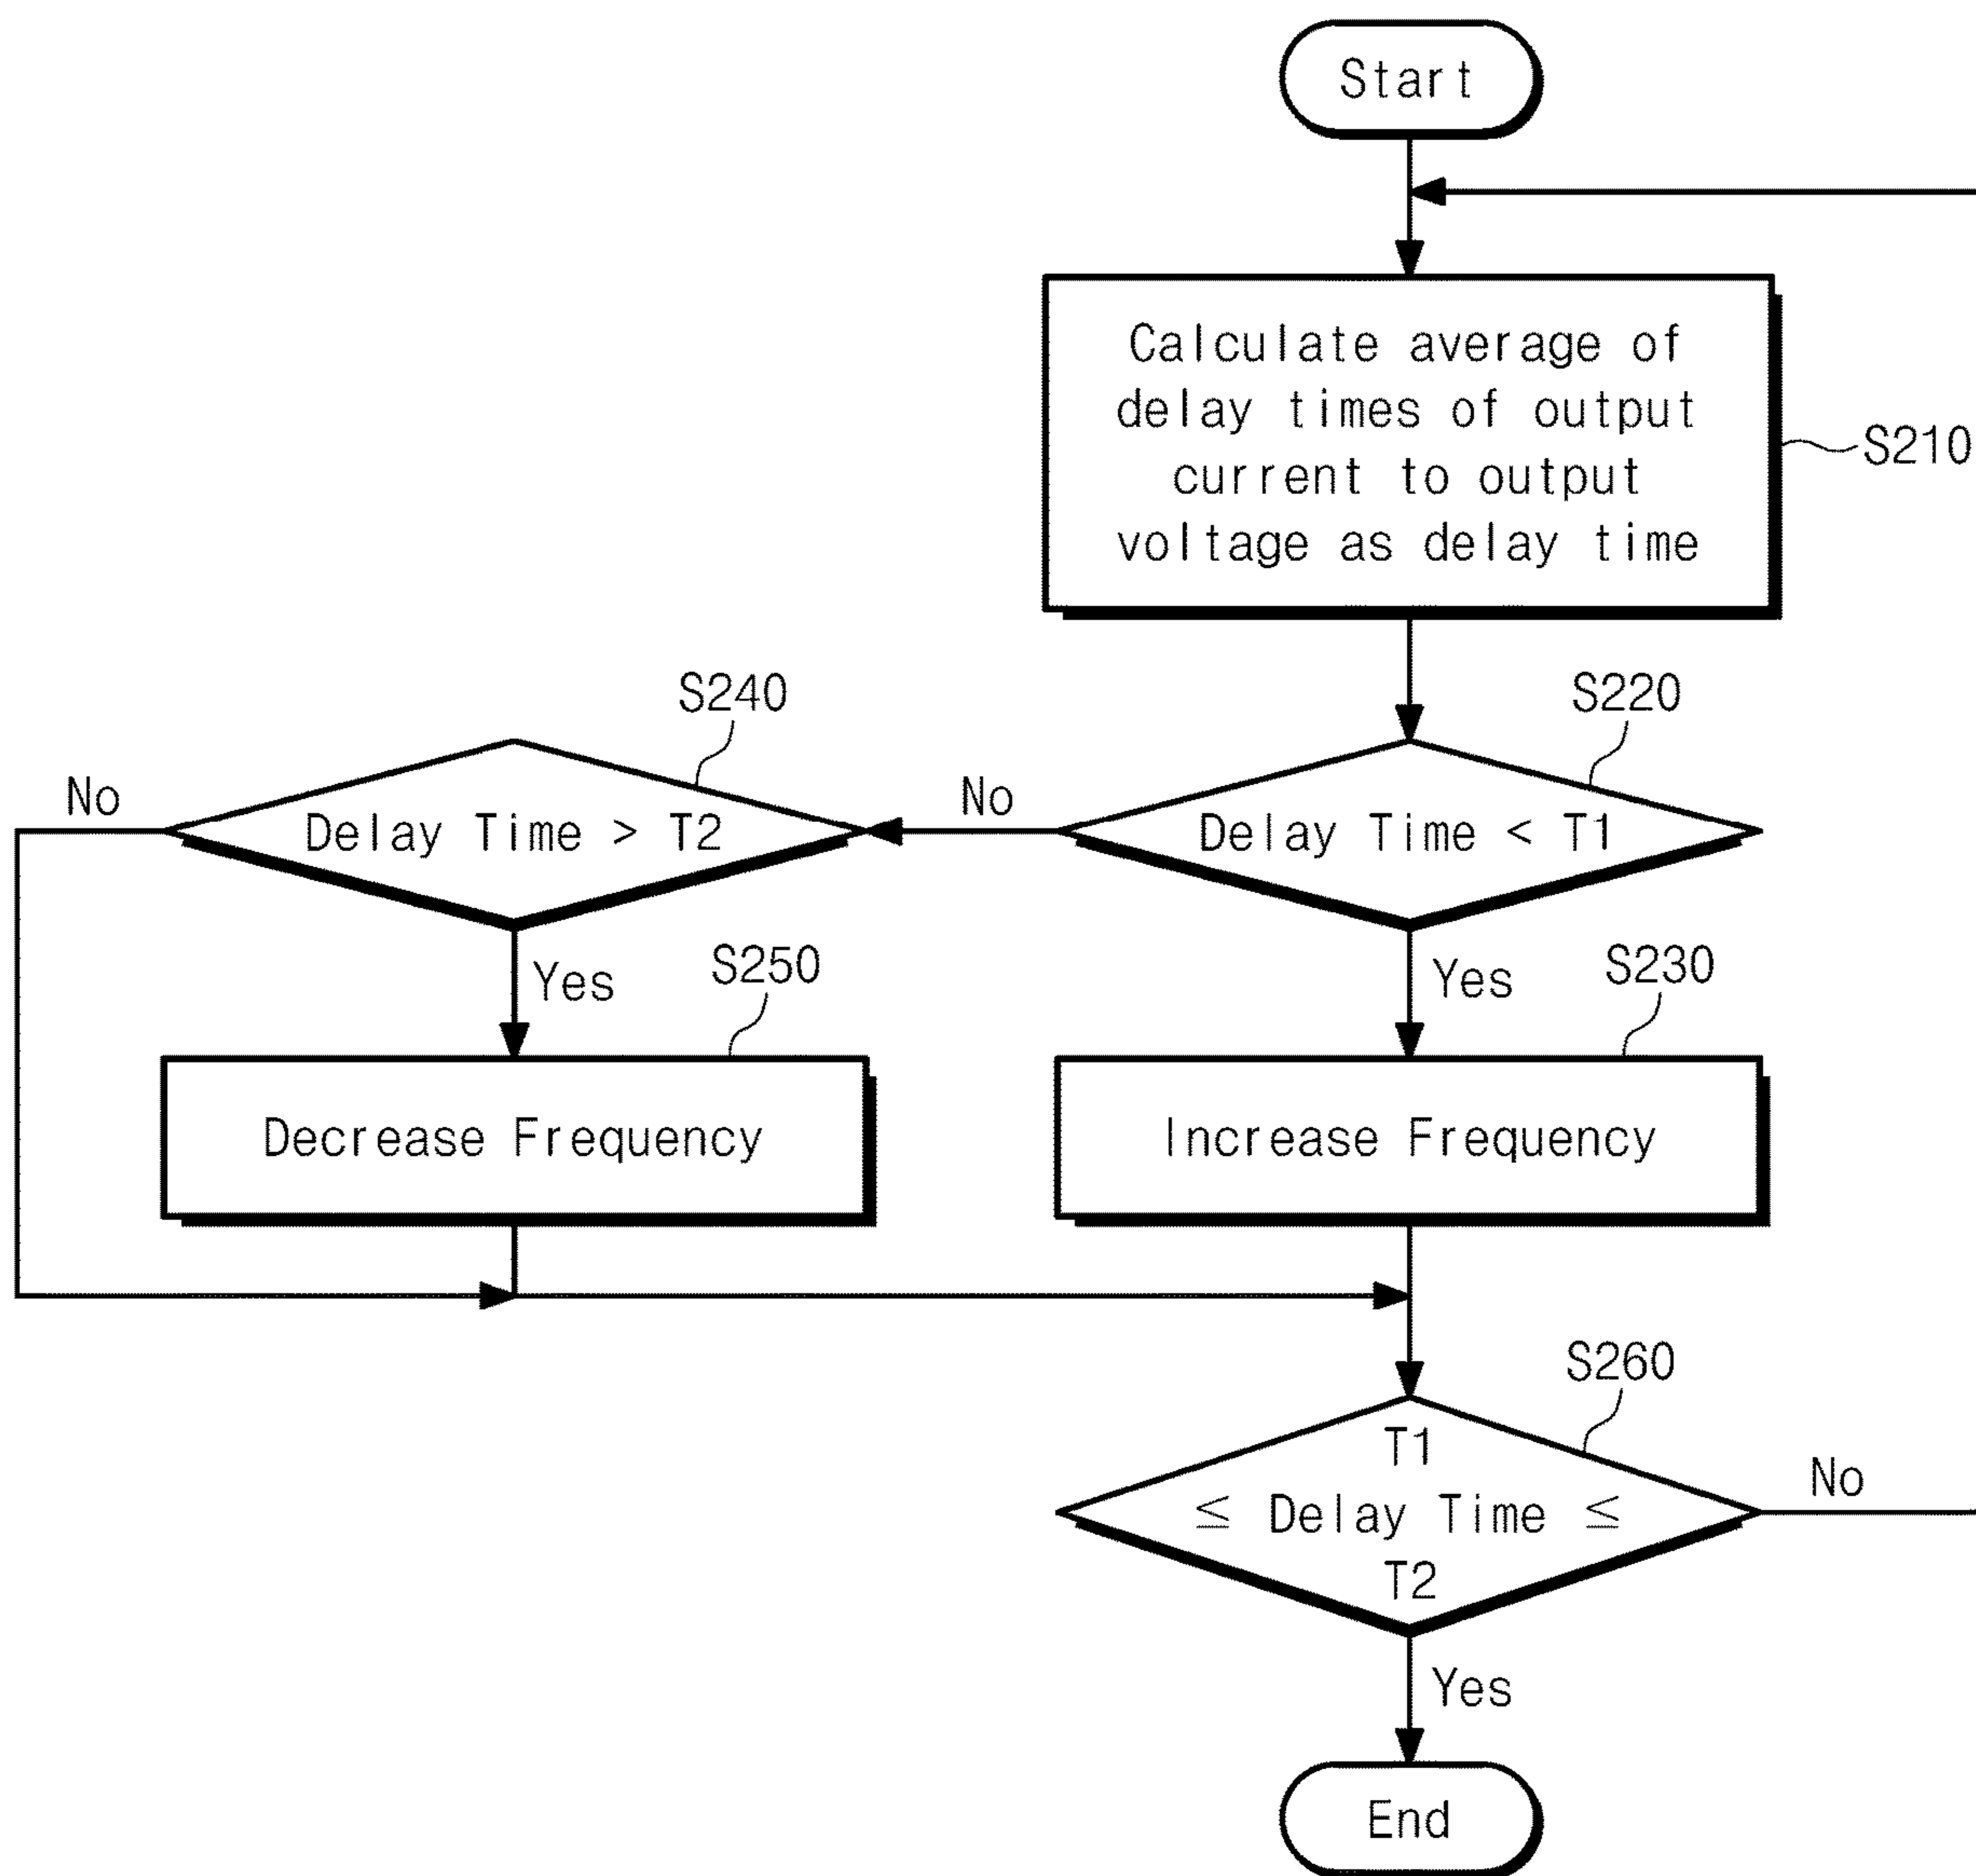 Start
Calculate average of
delay times of output
current to output
voltage as delay time
S210
S240
S220
No
Delay Time > T2
No
Delay Time < T1
Yes
S250
Yes
S230
Decrease Frequency
Increase Frequency
S260
T1
≤ Delay Time ≤
T2
No
Yes
End